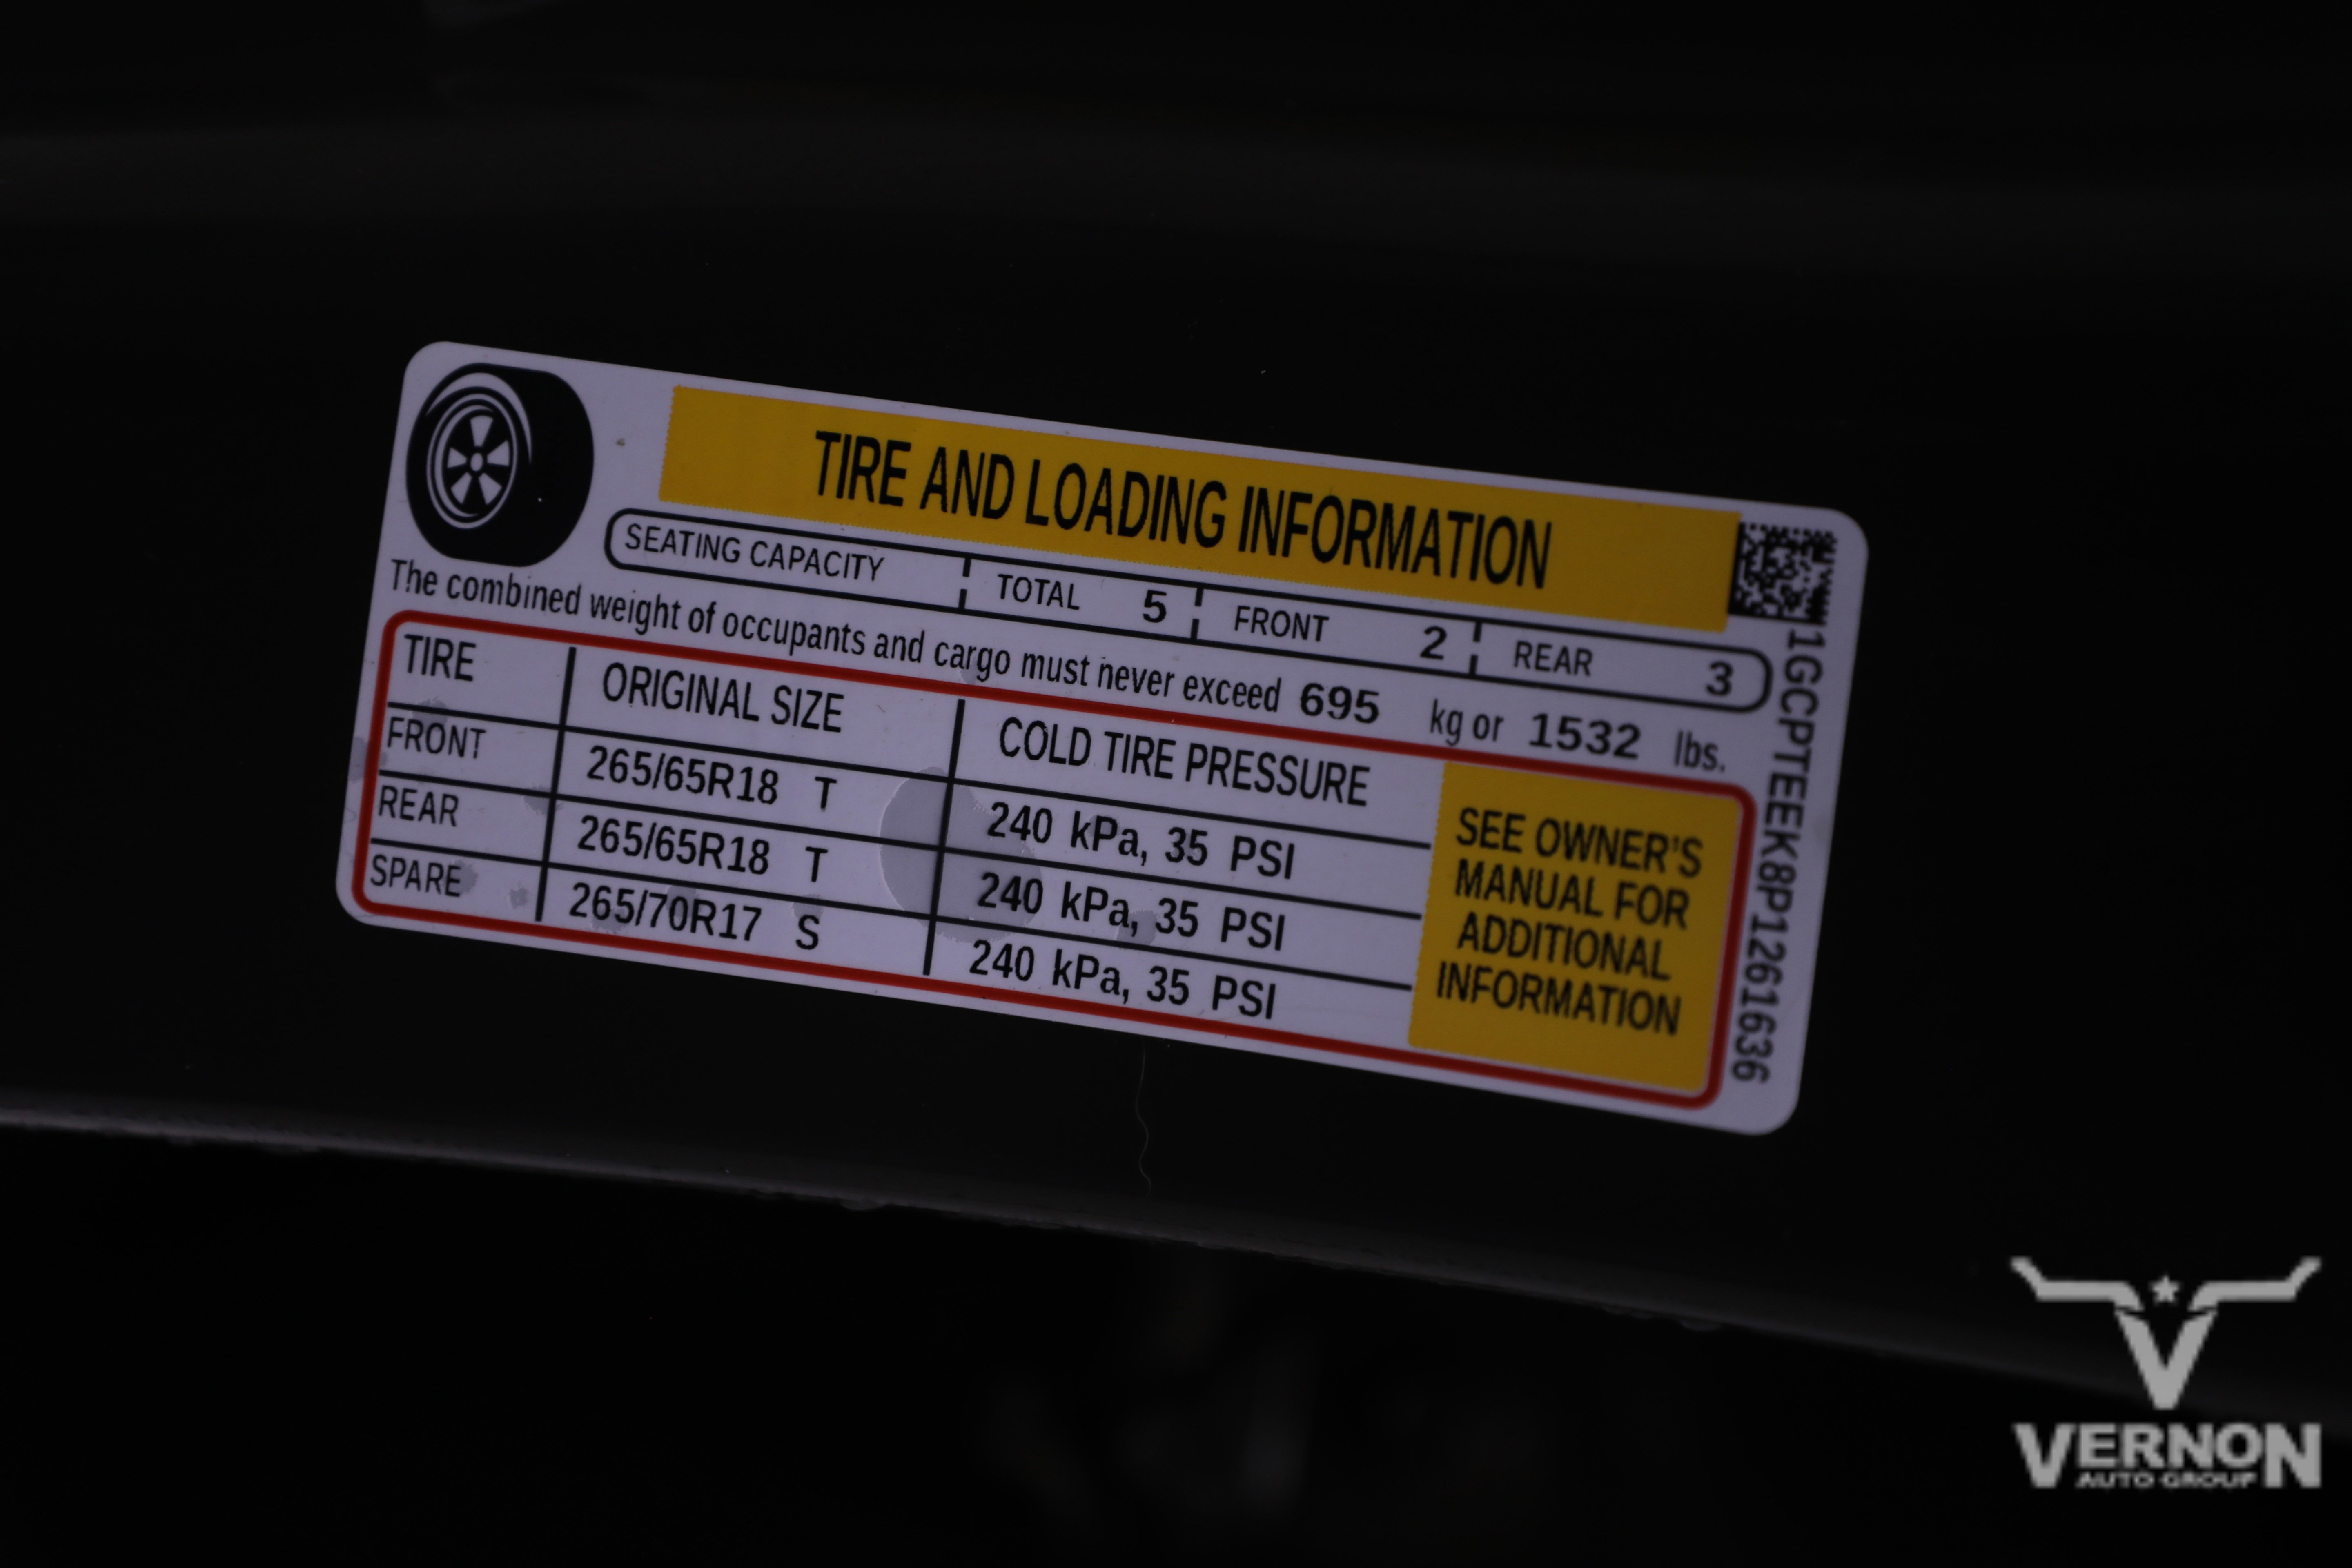 TIRE AND LOADING INFORMATION
SEATING CAPACITY TOTAL 5 FRONT 2 REAR 3
The combined weight of occupants and cargo must never exceed 695 kg or 1532 lbs.
TIRE ORIGINAL SIZE COLD TIRE PRESSURE
FRONT 265/65R18 T 240 kPa, 35 PSI
REAR 265/65R18 T 240 kPa, 35 PSI
SPARE 265/70R17 S 240 kPa, 35 PSI
SEE OWNER'S
MANUAL FOR
ADDITIONAL
INFORMATION
1GCPTEEK8P1261636
VERNON
AUTO GROUP